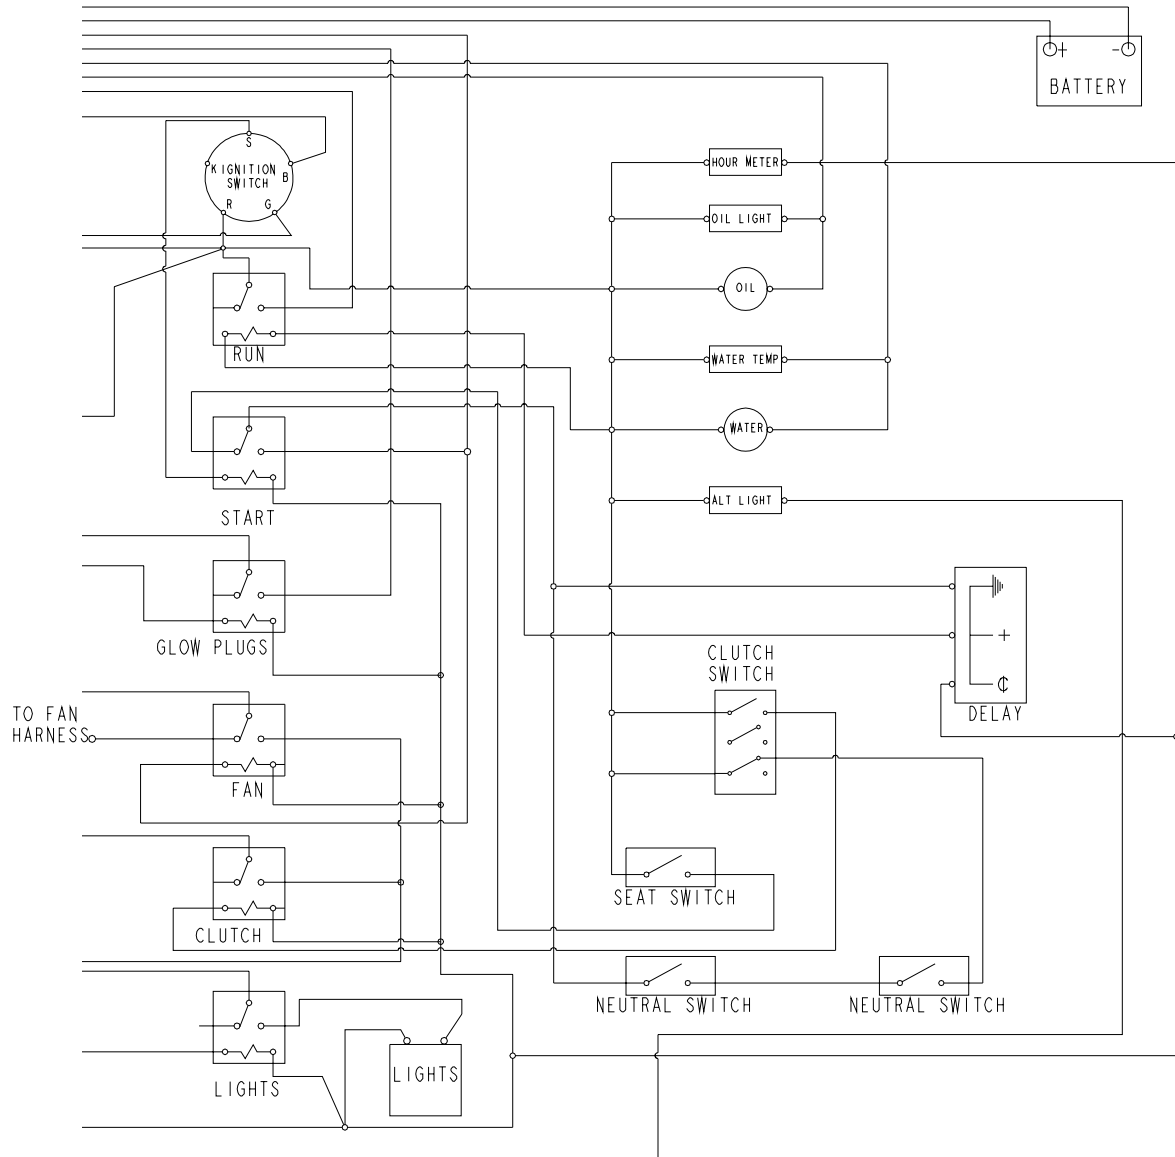 + -
BATTERY
S
K IGNITION B
SWITCH
R G
HOUR METER
OIL LIGHT
OIL
RUN
WATER TEMP
WATER
ALT LIGHT
START
GLOW PLUGS
+
₵
DELAY
CLUTCH
SWITCH
TO FAN
HARNESS
FAN
SEAT SWITCH
CLUTCH
NEUTRAL SWITCH
NEUTRAL SWITCH
LIGHTS
LIGHTS